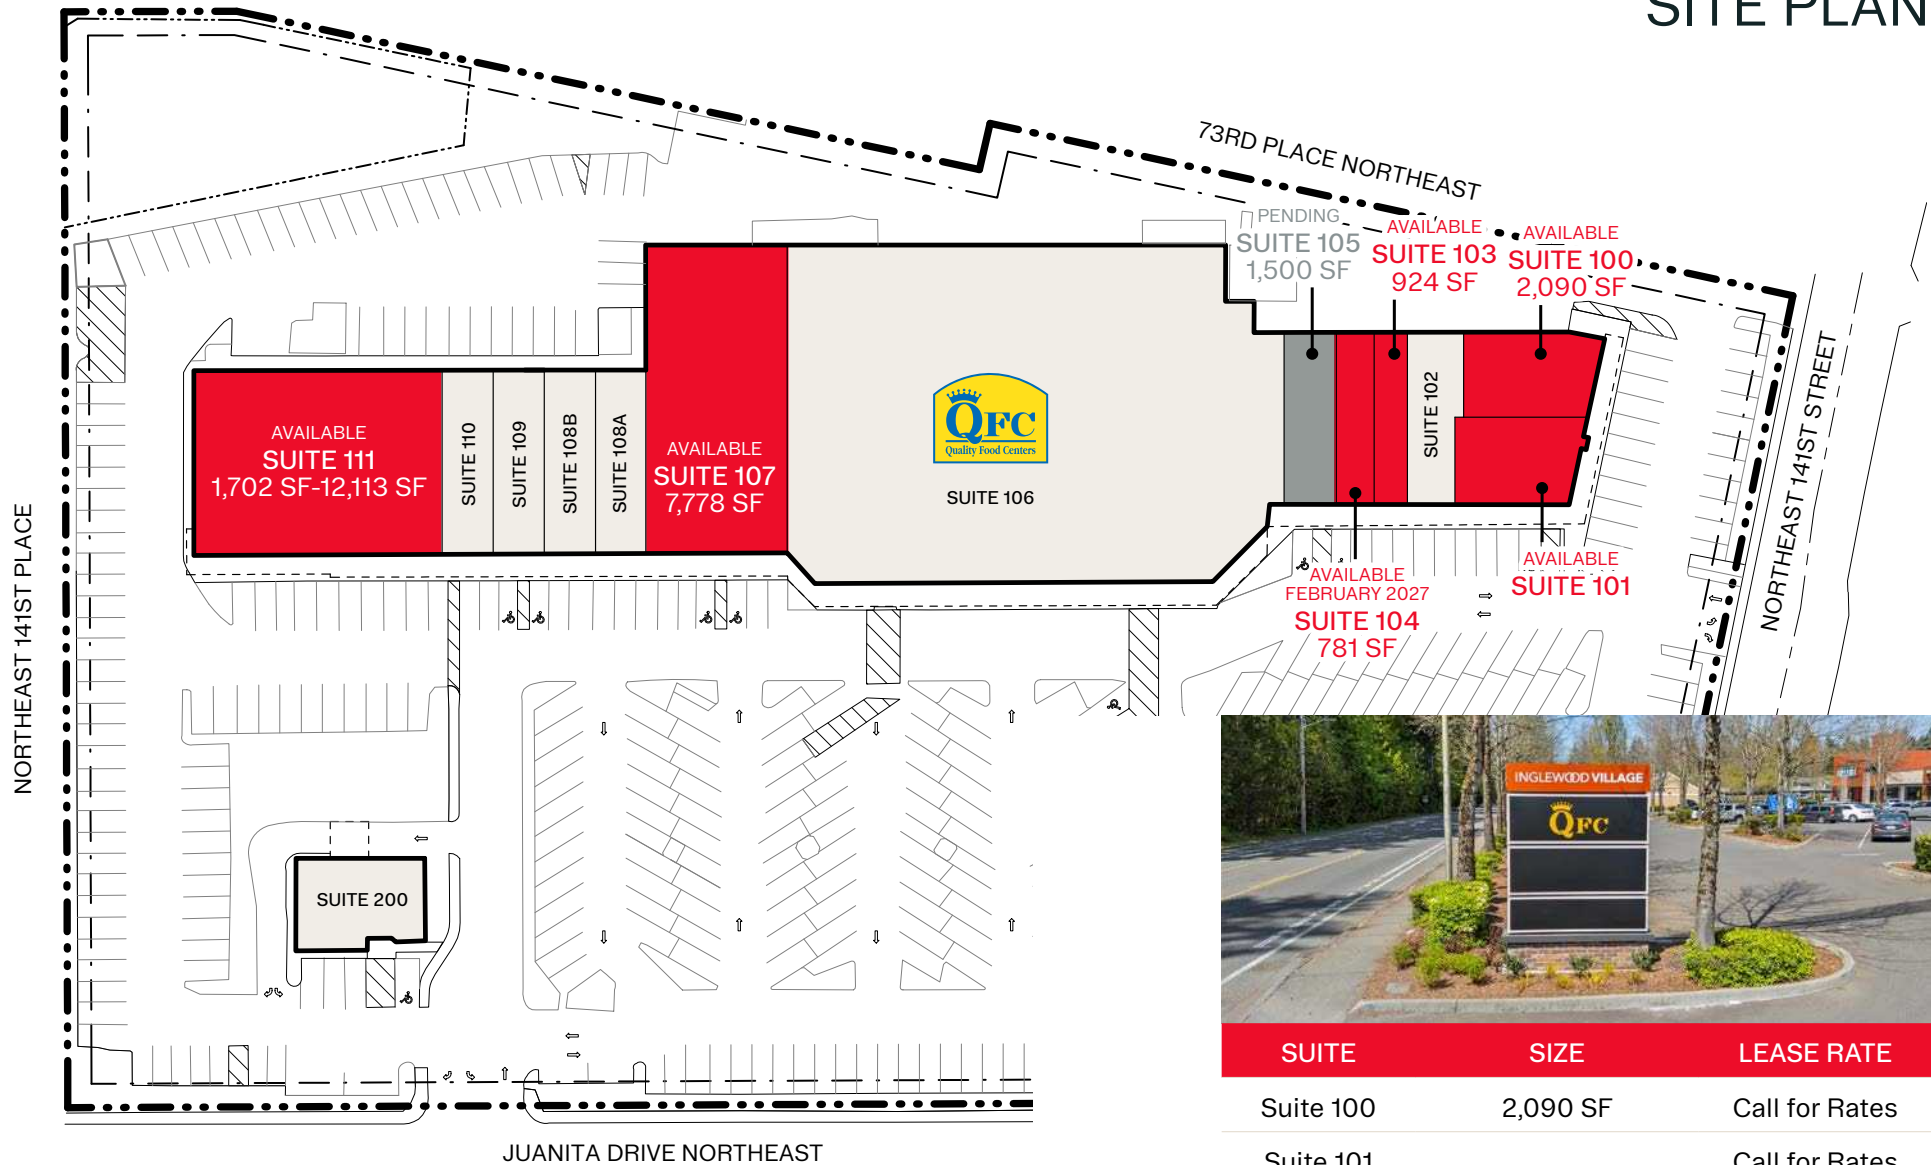 SITE PLAN
73RD PLACE NORTHEAST
PENDING
SUITE 105
1,500 SF
AVAILABLE
SUITE 103
924 SF
AVAILABLE
SUITE 100
2,090 SF
NORTHEAST 141ST STREET
NORTHEAST 141ST PLACE
AVAILABLE
SUITE 111
1,702 SF-12,113 SF
SUITE 110
SUITE 109
SUITE 108B
SUITE 108A
AVAILABLE
SUITE 107
7,778 SF
QFC
Quality Food Centers
SUITE 106
SUITE 102
AVAILABLE
FEBRUARY 2027
SUITE 104
781 SF
AVAILABLE
SUITE 101
SUITE 200
JUANITA DRIVE NORTHEAST
INGLEWOOD VILLAGE
QFC
SUITE SIZE LEASE RATE
Suite 100 2,090 SF Call for Rates
Suite 101 Call for Rates